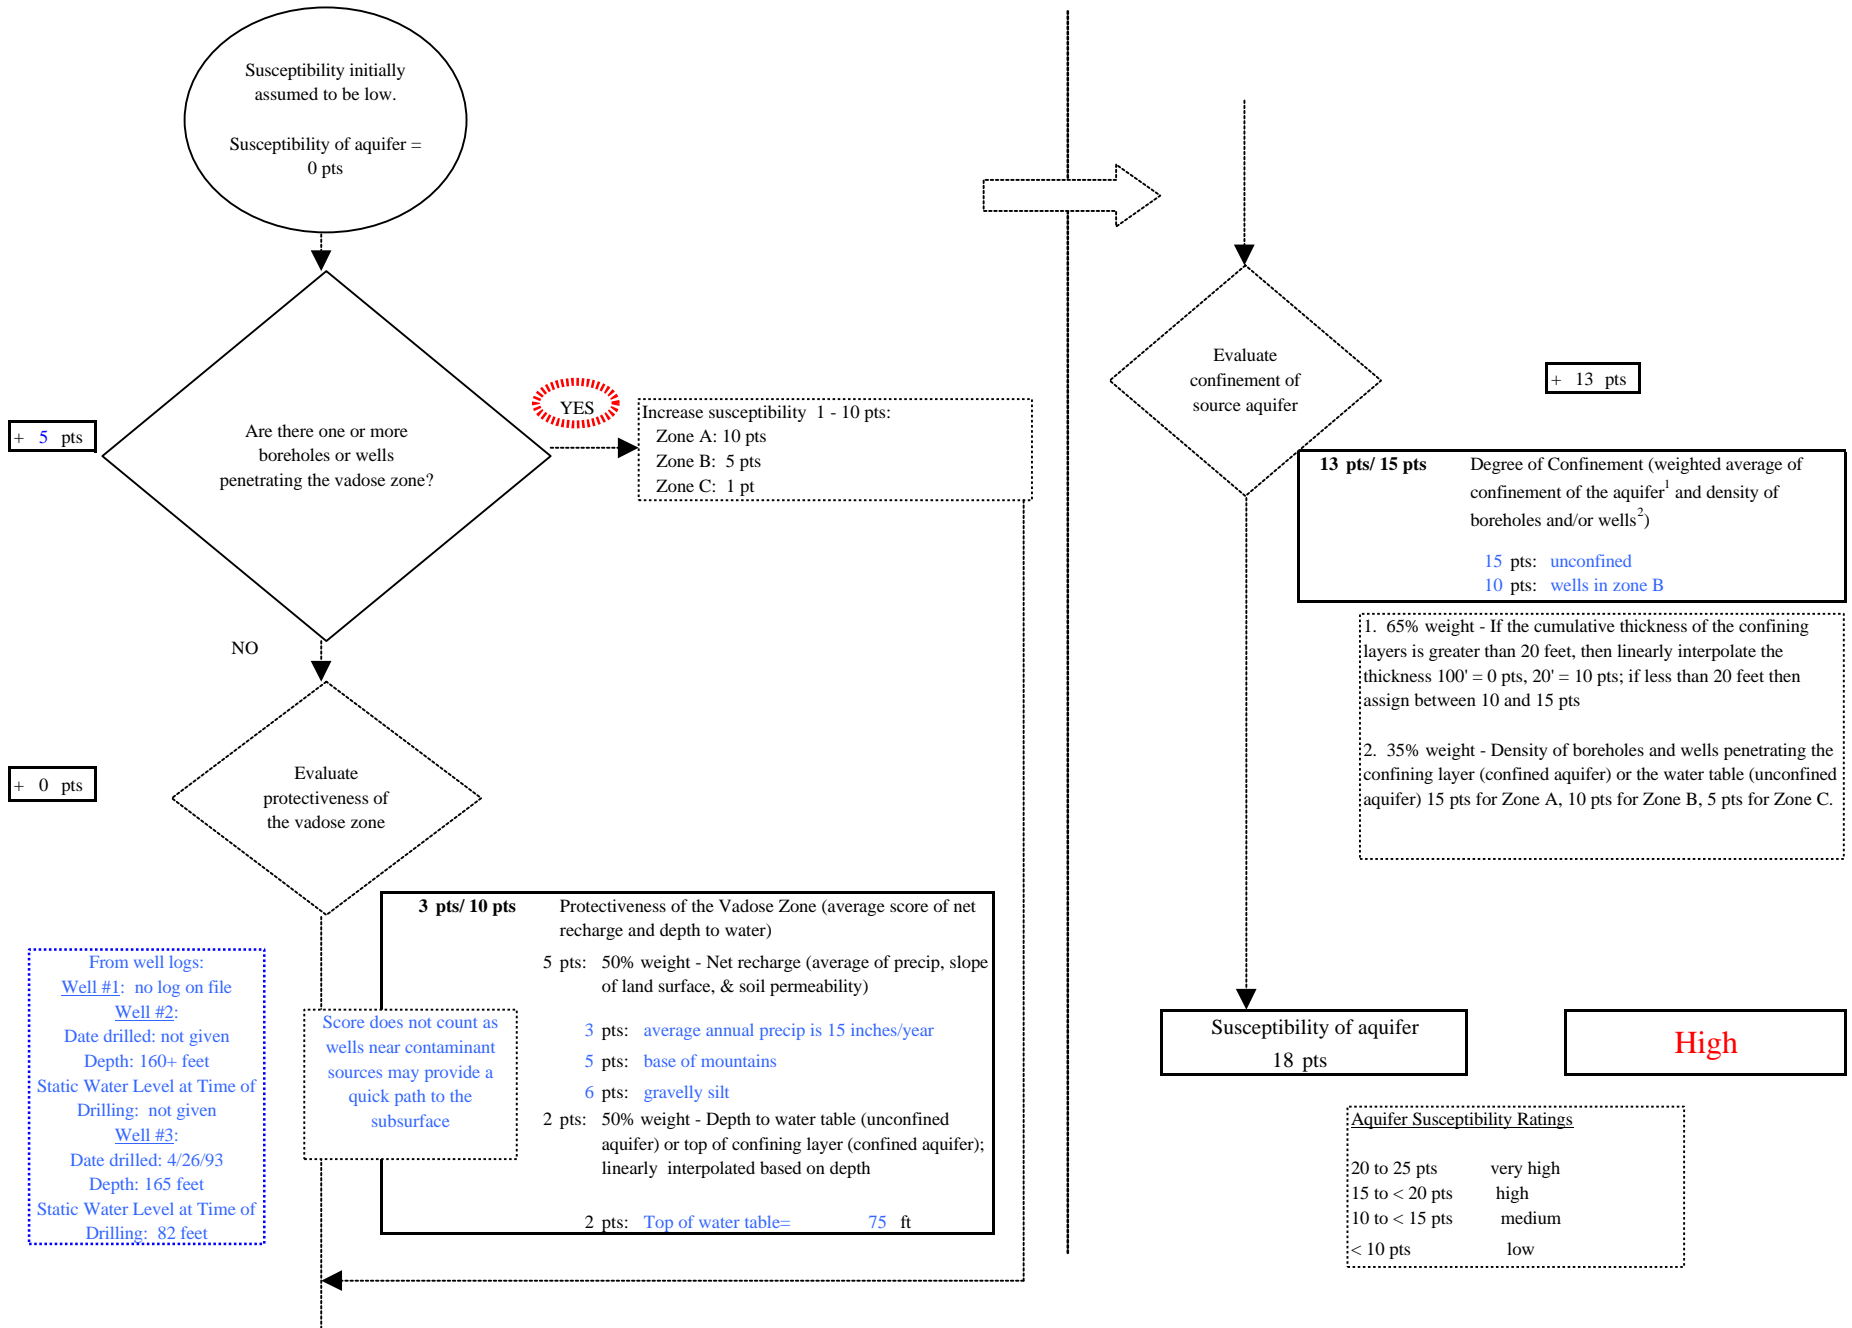 Susceptibility initially
assumed to be low.
Susceptibility of aquifer =
0 pts
+ 5 pts
Are there one or more
boreholes or wells
penetrating the vadose zone?
YES
Increase susceptibility 1 - 10 pts:
Zone A: 10 pts
Zone B: 5 pts
Zone C: 1 pt
NO
+ 0 pts
Evaluate
protectiveness of
the vadose zone
3 pts/ 10 pts
Protectiveness of the Vadose Zone (average score of net
recharge and depth to water)
5 pts: 50% weight - Net recharge (average of precip, slope
of land surface, & soil permeability)
3 pts: average annual precip is 15 inches/year
5 pts: base of mountains
6 pts: gravelly silt
2 pts: 50% weight - Depth to water table (unconfined
aquifer) or top of confining layer (confined aquifer);
linearly interpolated based on depth
2 pts: Top of water table= 75 ft
From well logs:
Well #1: no log on file
Well #2:
Date drilled: not given
Depth: 160+ feet
Static Water Level at Time of
Drilling: not given
Well #3:
Date drilled: 4/26/93
Depth: 165 feet
Static Water Level at Time of
Drilling: 82 feet
Score does not count as
wells near contaminant
sources may provide a
quick path to the
subsurface
Evaluate
confinement of
source aquifer
+ 13 pts
13 pts/ 15 pts
Degree of Confinement (weighted average of
confinement of the aquifer1 and density of
boreholes and/or wells2)
15 pts: unconfined
10 pts: wells in zone B
1. 65% weight - If the cumulative thickness of the confining
layers is greater than 20 feet, then linearly interpolate the
thickness 100' = 0 pts, 20' = 10 pts; if less than 20 feet then
assign between 10 and 15 pts
2. 35% weight - Density of boreholes and wells penetrating the
confining layer (confined aquifer) or the water table (unconfined
aquifer) 15 pts for Zone A, 10 pts for Zone B, 5 pts for Zone C.
Susceptibility of aquifer
18 pts
High
Aquifer Susceptibility Ratings
20 to 25 pts very high
15 to < 20 pts high
10 to < 15 pts medium
< 10 pts low